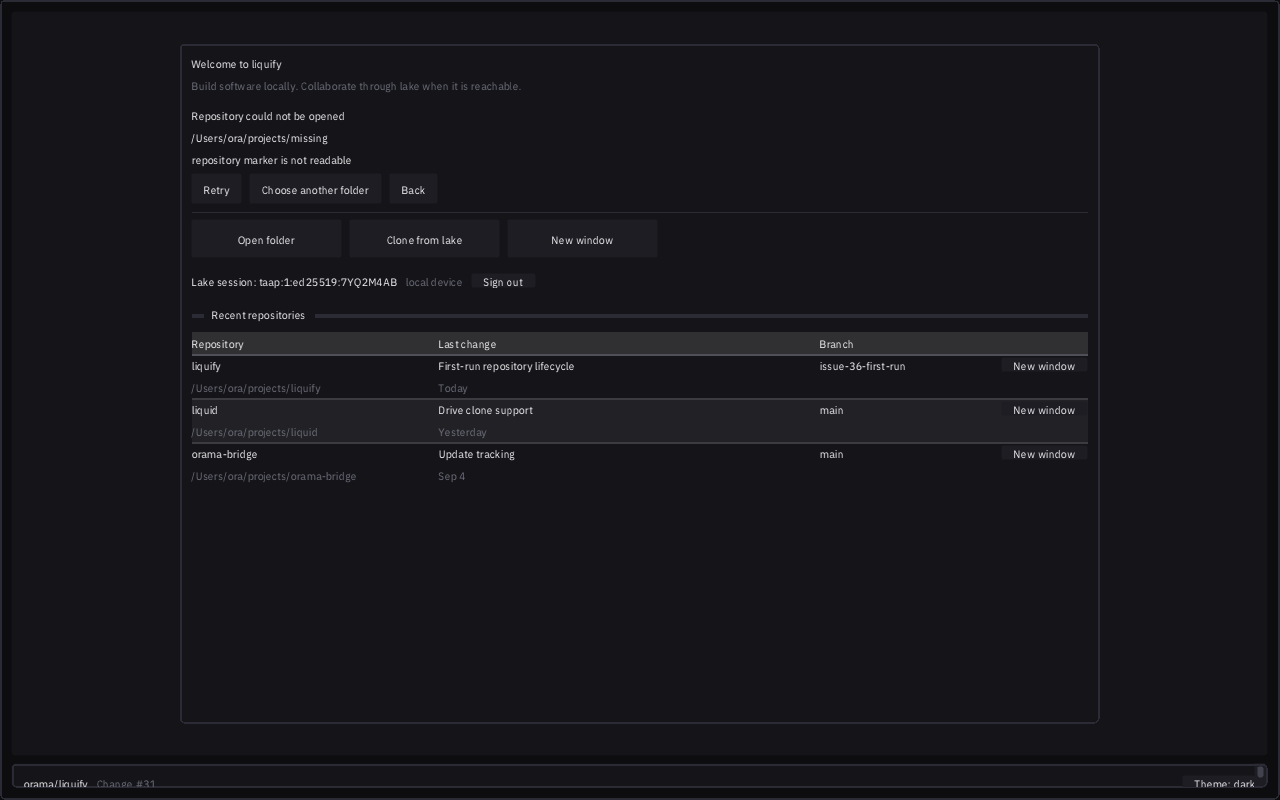 Welcome to liquify
Build software locally. Collaborate through lake when it is reachable.
Repository could not be opened
/Users/ora/projects/missing
repository marker is not readable
Retry Choose another folder Back
Open folder Clone from lake New window
Lake session: taap:1:ed25519:7YQ2M4AB local device Sign out
Recent repositories
Repository Last change Branch
liquify First-run repository lifecycle issue-36-first-run New window
/Users/ora/projects/liquify Today
liquid Drive clone support main New window
/Users/ora/projects/liquid Yesterday
orama-bridge Update tracking main New window
/Users/ora/projects/orama-bridge Sep 4
orama/liquify Change #31 Theme: dark